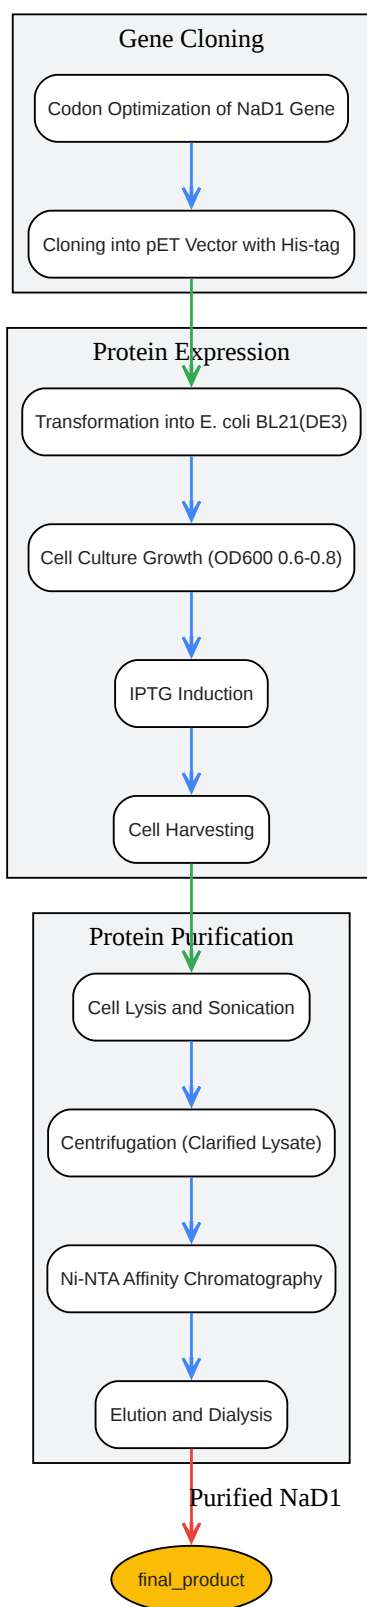 Gene Cloning
Codon Optimization of NaD1 Gene
Cloning into pET Vector with His-tag
Protein Expression
Transformation into E. coli BL21(DE3)
Cell Culture Growth (OD600 0.6-0.8)
IPTG Induction
Cell Harvesting
Protein Purification
Cell Lysis and Sonication
Centrifugation (Clarified Lysate)
Ni-NTA Affinity Chromatography
Elution and Dialysis
Purified NaD1
final_product